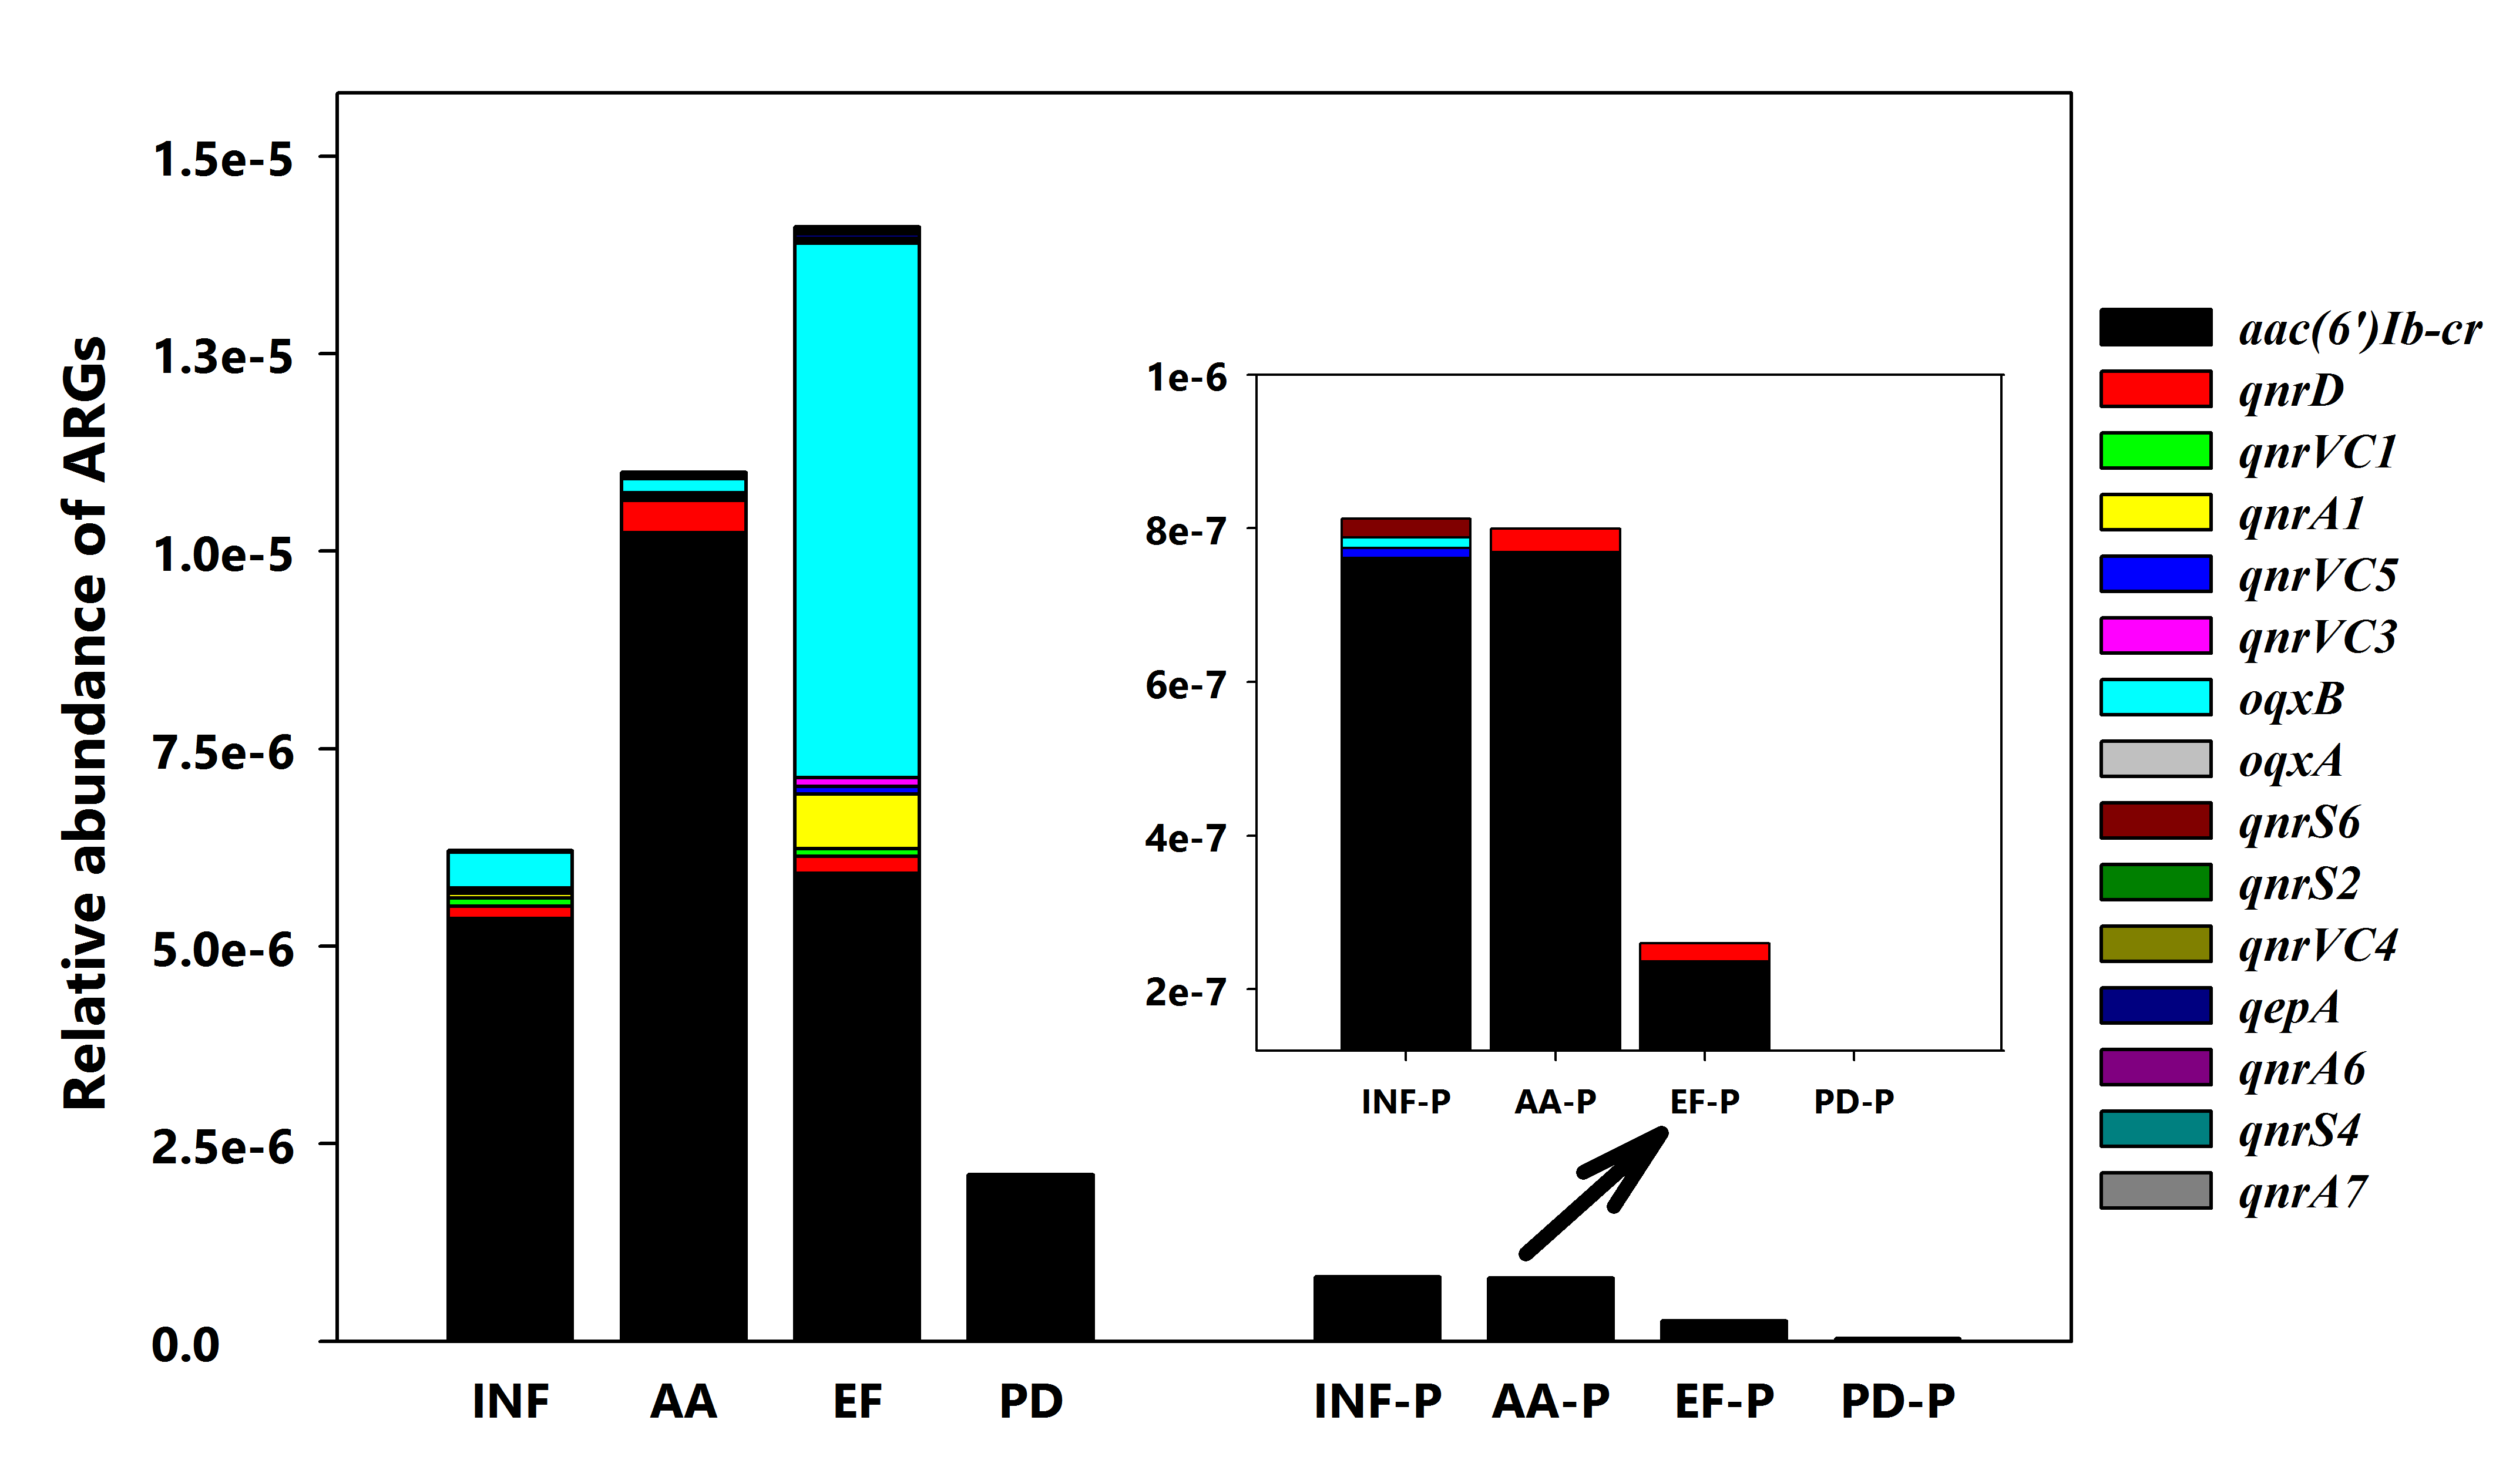 Relative abundance of ARGs
1.5e-5
1.3e-5
1.0e-5
7.5e-6
5.0e-6
2.5e-6
0.0
INF AA EF PD INF-P AA-P EF-P PD-P
1e-6
8e-7
6e-7
4e-7
2e-7
INF-P AA-P EF-P PD-P
aac(6')Ib-cr
qnrD
qnrVC1
qnrA1
qnrVC5
qnrVC3
oqxB
oqxA
qnrS6
qnrS2
qnrVC4
qepA
qnrA6
qnrS4
qnrA7